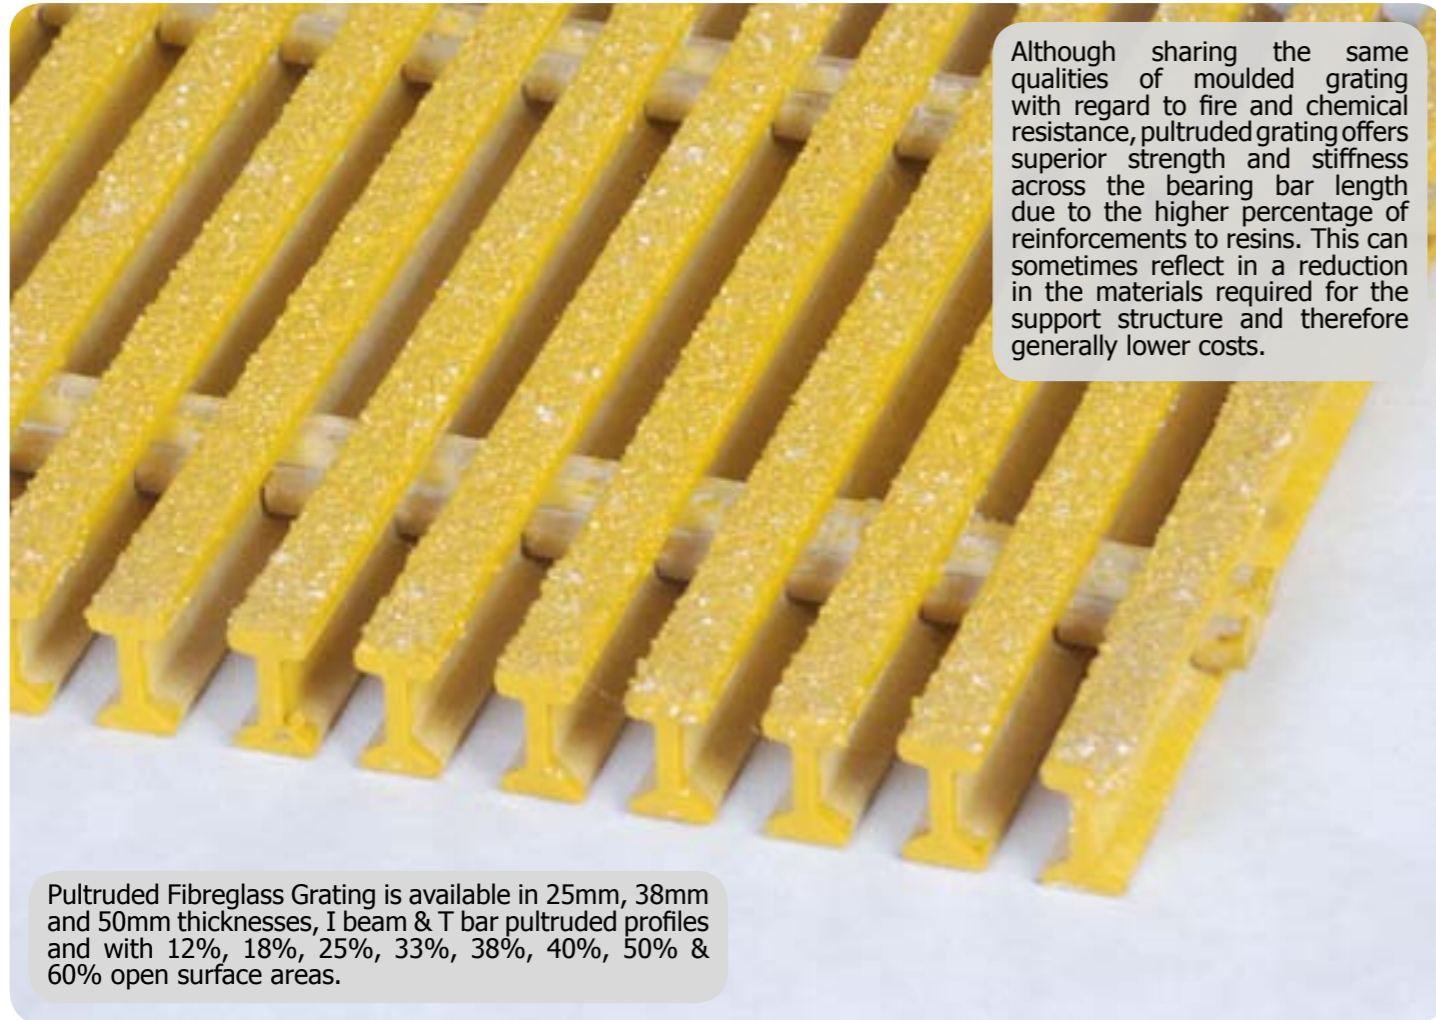 Although sharing the same
qualities of moulded grating
with regard to fire and chemical
resistance, pultruded grating offers
superior strength and stiffness
across the bearing bar length
due to the higher percentage of
reinforcements to resins. This can
sometimes reflect in a reduction
in the materials required for the
support structure and therefore
generally lower costs.
Pultruded Fibreglass Grating is available in 25mm, 38mm
and 50mm thicknesses, I beam & T bar pultruded profiles
and with 12%, 18%, 25%, 33%, 38%, 40%, 50% &
60% open surface areas.